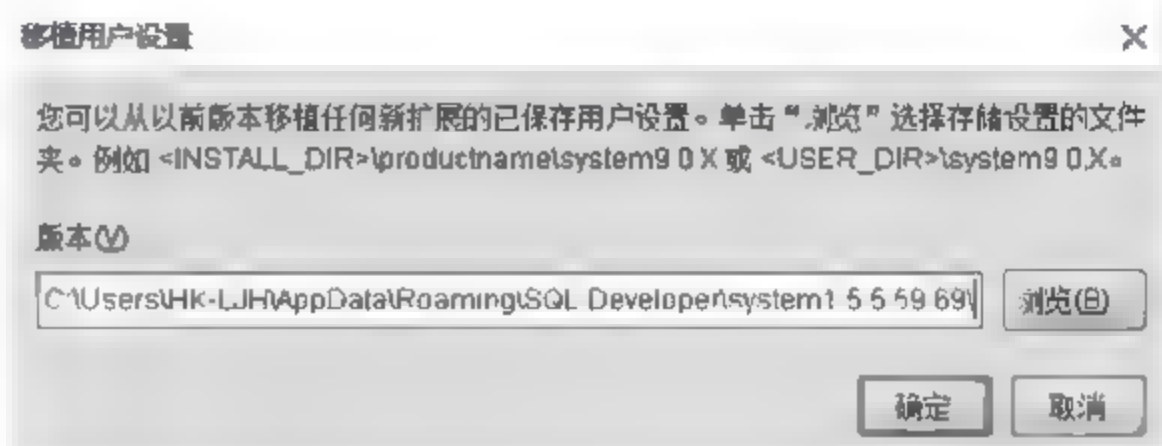 移植用户设置
您可以从以前版本移植任何新扩展的已保存用户设置。单击“浏览”选择存储设置的文件
夹。例如 <INSTALL_DIR>\productname\system9.0.X 或 <USER_DIR>\system9.0.X。
版本(V)
C:\Users\HK-LJH\AppData\Roaming\SQL Developer\system1.5.5.59.69\
浏览(B)
确定
取消